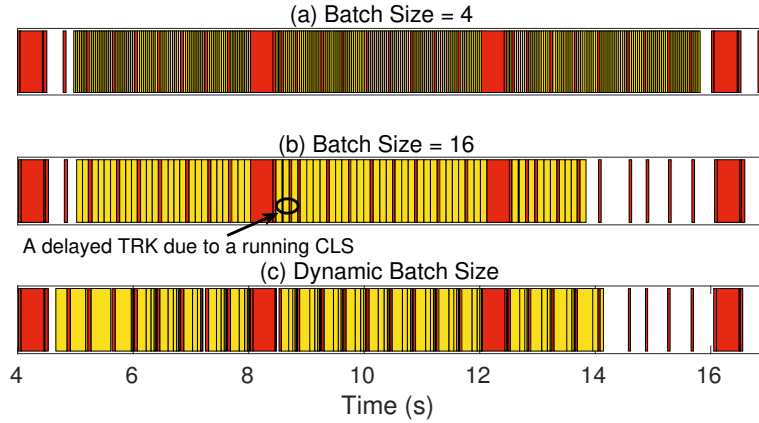 (a) Batch Size = 4
(b) Batch Size = 16
A delayed TRK due to a running CLS
(c) Dynamic Batch Size
4 6 8 10 12 14 16
Time (s)